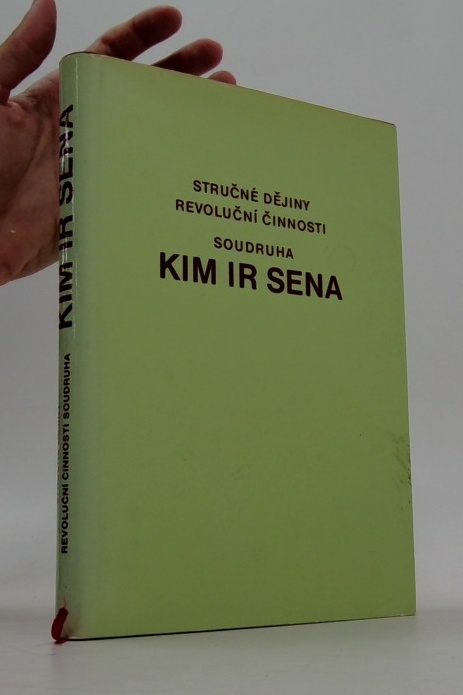 STRUČNÉ DĚJINY
REVOLUČNÍ ČINNOSTI
SOUDRUHA
KIM IR SENA
REVOLUČNÍ ČINNOSTI SOUDRUHA
KIM IR SENA